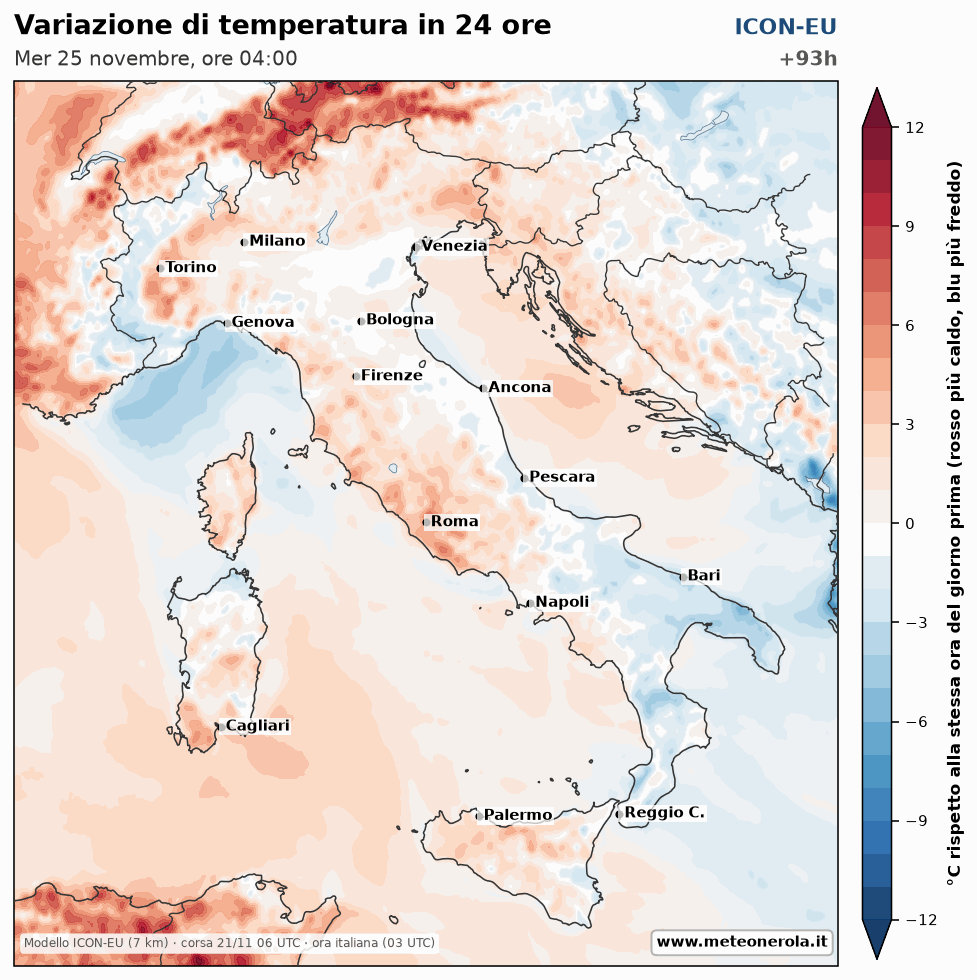 Variazione di temperatura in 24 ore
ICON-EU
Mer 25 novembre, ore 04:00
+93h
Milano
Venezia
Torino
Genova
Bologna
Firenze
Ancona
Pescara
Roma
Bari
Napoli
Cagliari
Palermo
Reggio C.
12
9
6
3
0
−3
−6
−9
−12
°C rispetto alla stessa ora del giorno prima (rosso più caldo, blu più freddo)
Modello ICON-EU (7 km) · corsa 21/11 06 UTC · ora italiana (03 UTC)
www.meteonerola.it